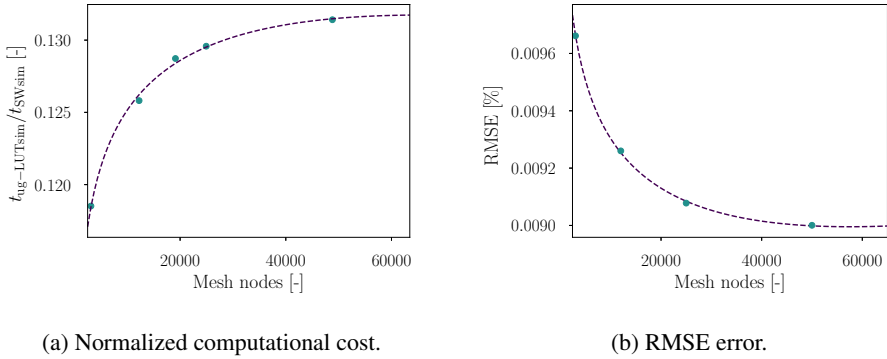 0.130
0.125
0.120
t_ug−LUTsim/t_SWsim [-]
20000 40000 60000
Mesh nodes [-]
0.0096
0.0094
0.0092
0.0090
RMSE [%]
20000 40000 60000
Mesh nodes [-]
(a) Normalized computational cost.
(b) RMSE error.